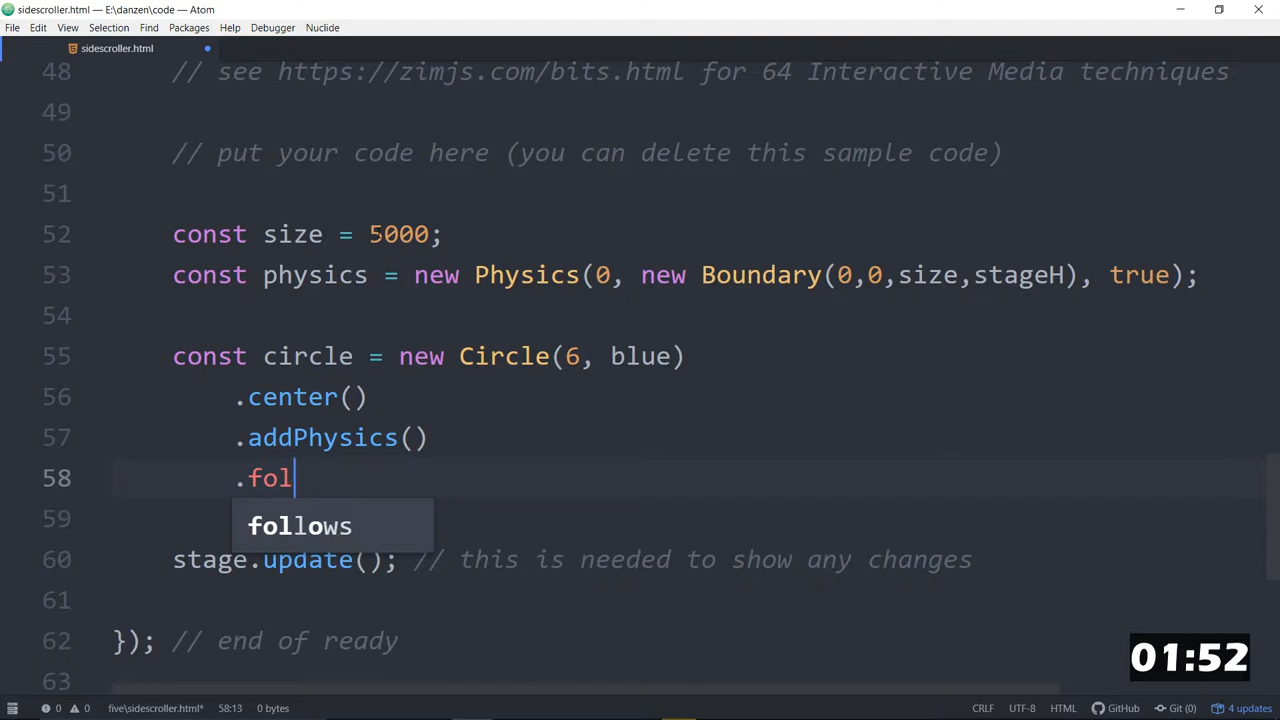 sidescroller.html — E:\danzen\code — Atom
File Edit View Selection Find Packages Help Debugger Nuclide
sidescroller.html
48 // see https://zimjs.com/bits.html for 64 Interactive Media techniques
49
50 // put your code here (you can delete this sample code)
51
52 const size = 5000;
53 const physics = new Physics(0, new Boundary(0,0,size,stageH), true);
54
55 const circle = new Circle(6, blue)
56 .center()
57 .addPhysics()
58 .fol
follows
59
60 stage.update(); // this is needed to show any changes
61
62 }); // end of ready
63
01:52
0 0 five\sidescroller.html* 58:13 0 bytes CRLF UTF-8 HTML GitHub Git (0) 4 updates